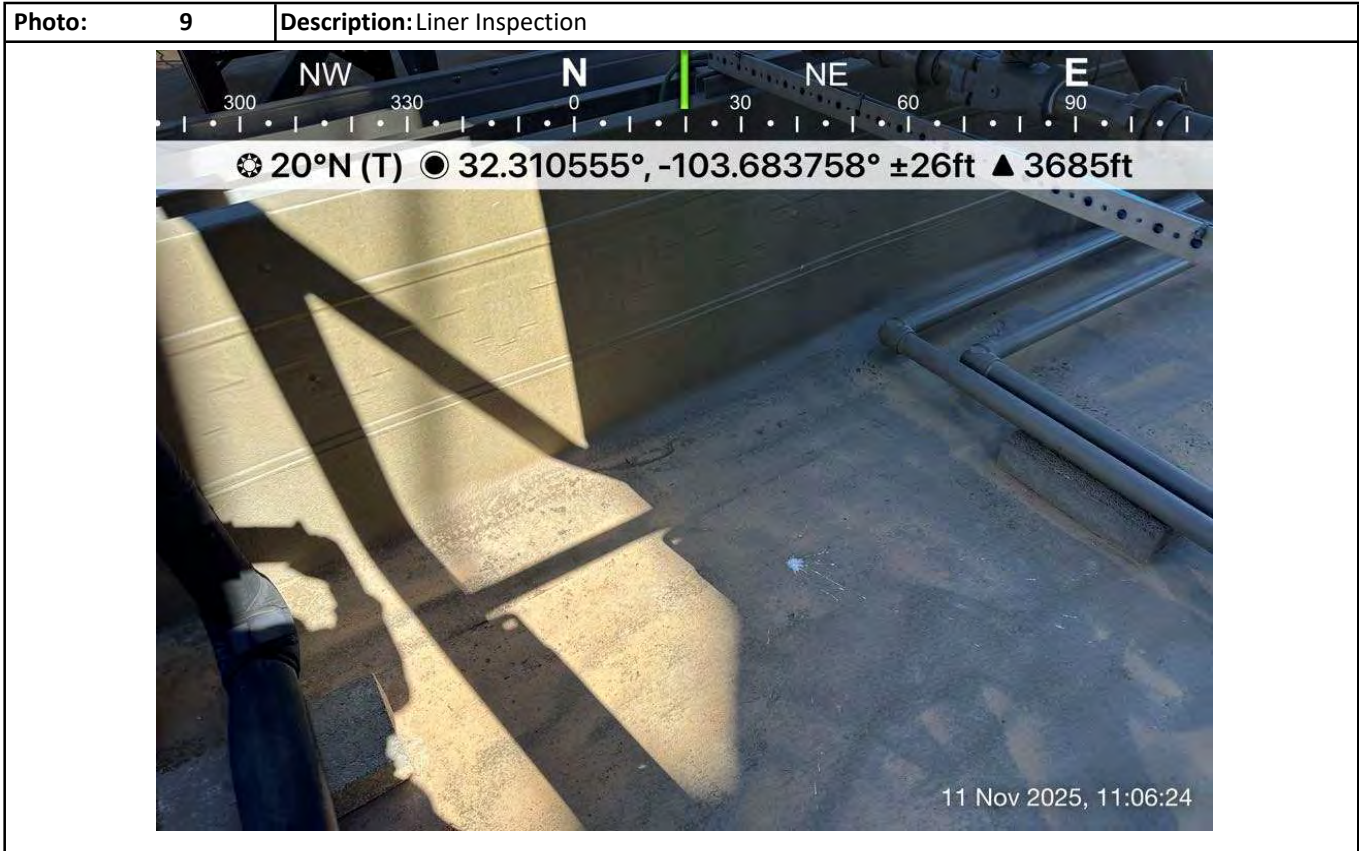 Photo: 9 Description: Liner Inspection
NW N NE E
300 330 0 30 60 90
20°N (T) 32.310555°, -103.683758° ±26ft ▲ 3685ft
11 Nov 2025, 11:06:24